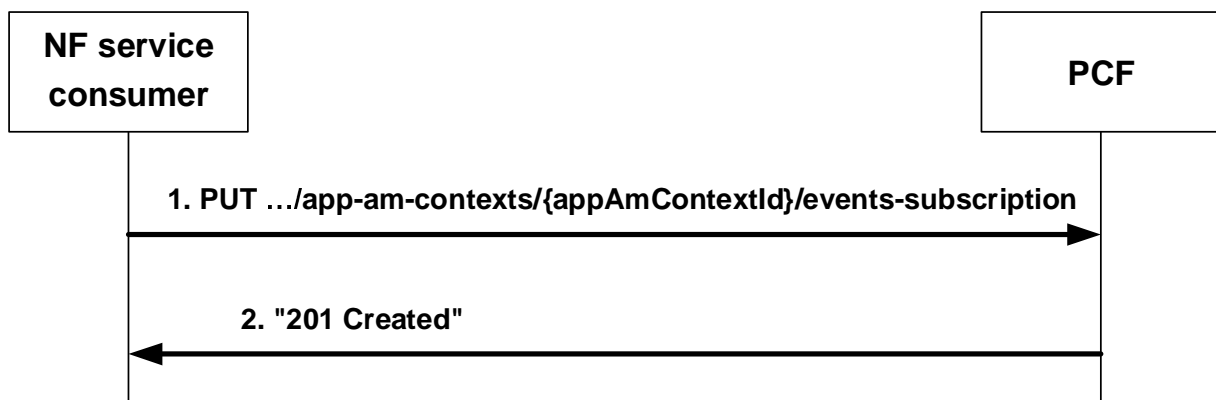 NF service
consumer
PCF
1. PUT …/app-am-contexts/{appAmContextId}/events-subscription
2. "201 Created"